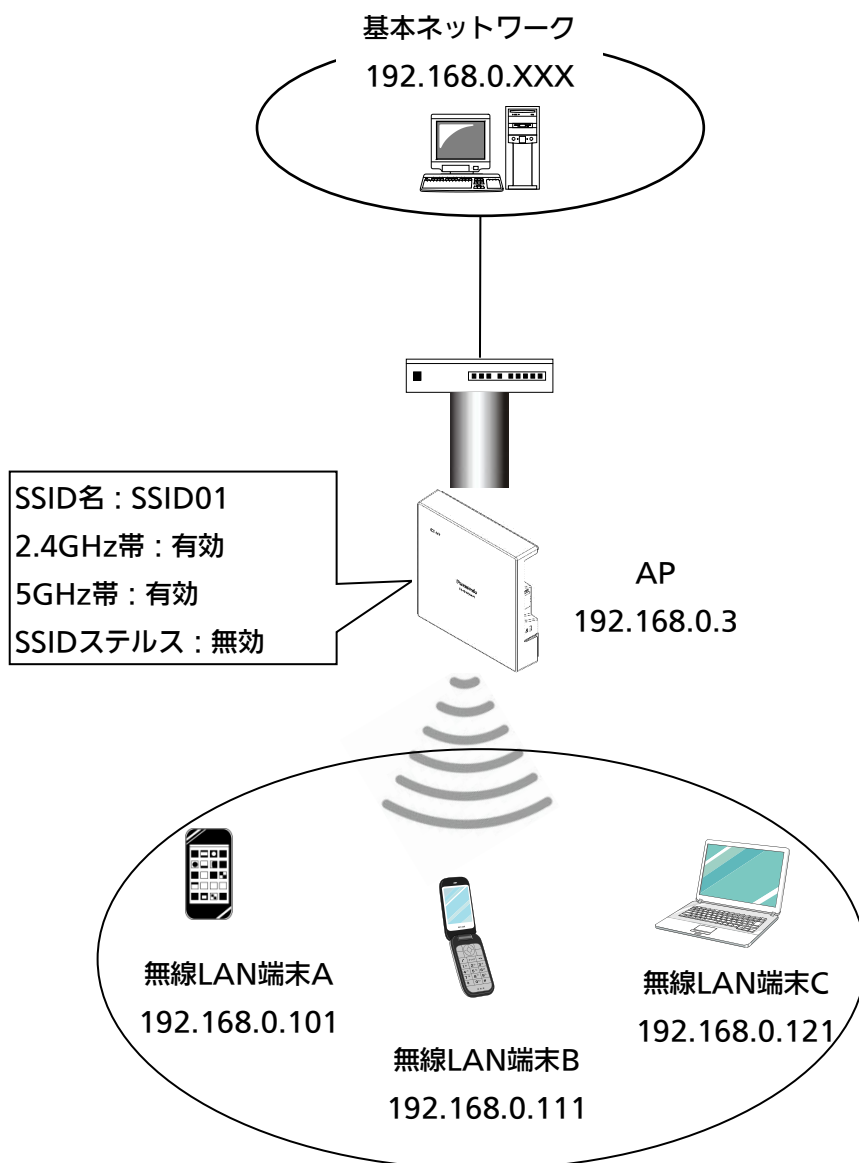 基本ネットワーク
192.168.0.XXX
SSID名：SSID01
2.4GHz帯：有効
5GHz帯：有効
SSIDステルス：無効
AP
192.168.0.3
無線LAN端末A
192.168.0.101
無線LAN端末B
192.168.0.111
無線LAN端末C
192.168.0.121